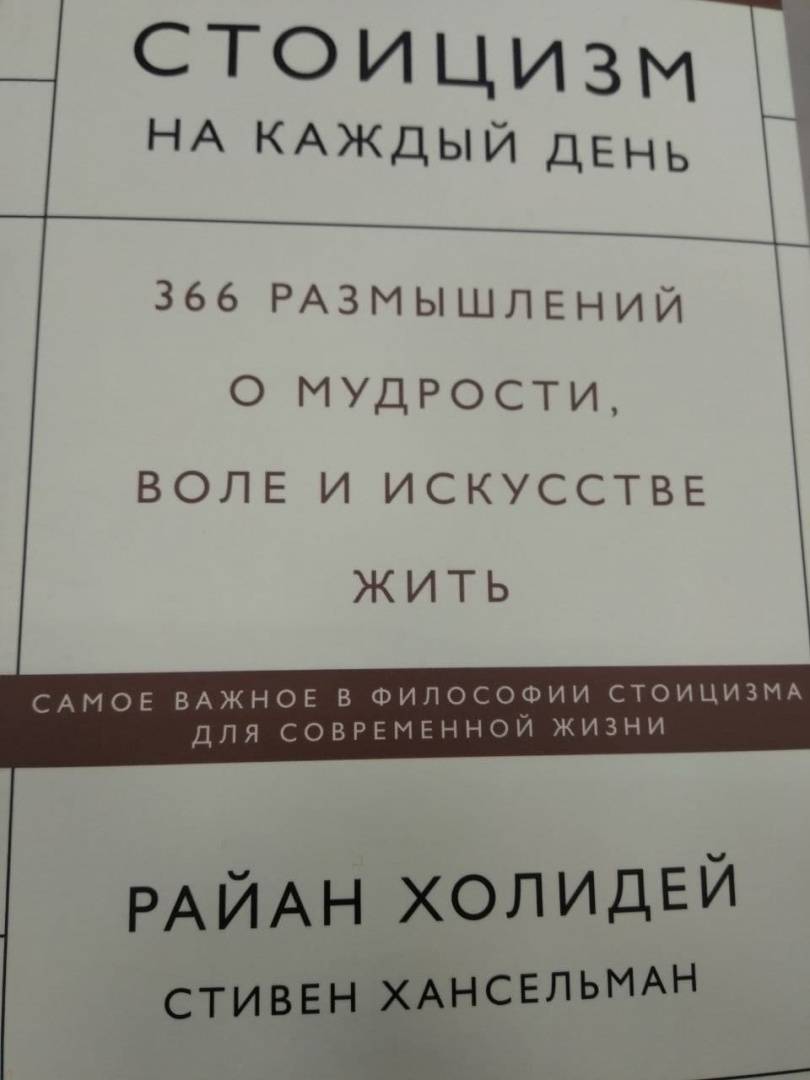 СТОИЦИЗМ
НА КАЖДЫЙ ДЕНЬ
366 РАЗМЫШЛЕНИЙ
О МУДРОСТИ,
ВОЛЕ И ИСКУССТВЕ
ЖИТЬ
САМОЕ ВАЖНОЕ В ФИЛОСОФИИ СТОИЦИЗМА
ДЛЯ СОВРЕМЕННОЙ ЖИЗНИ
РАЙАН ХОЛИДЕЙ
СТИВЕН ХАНСЕЛЬМАН